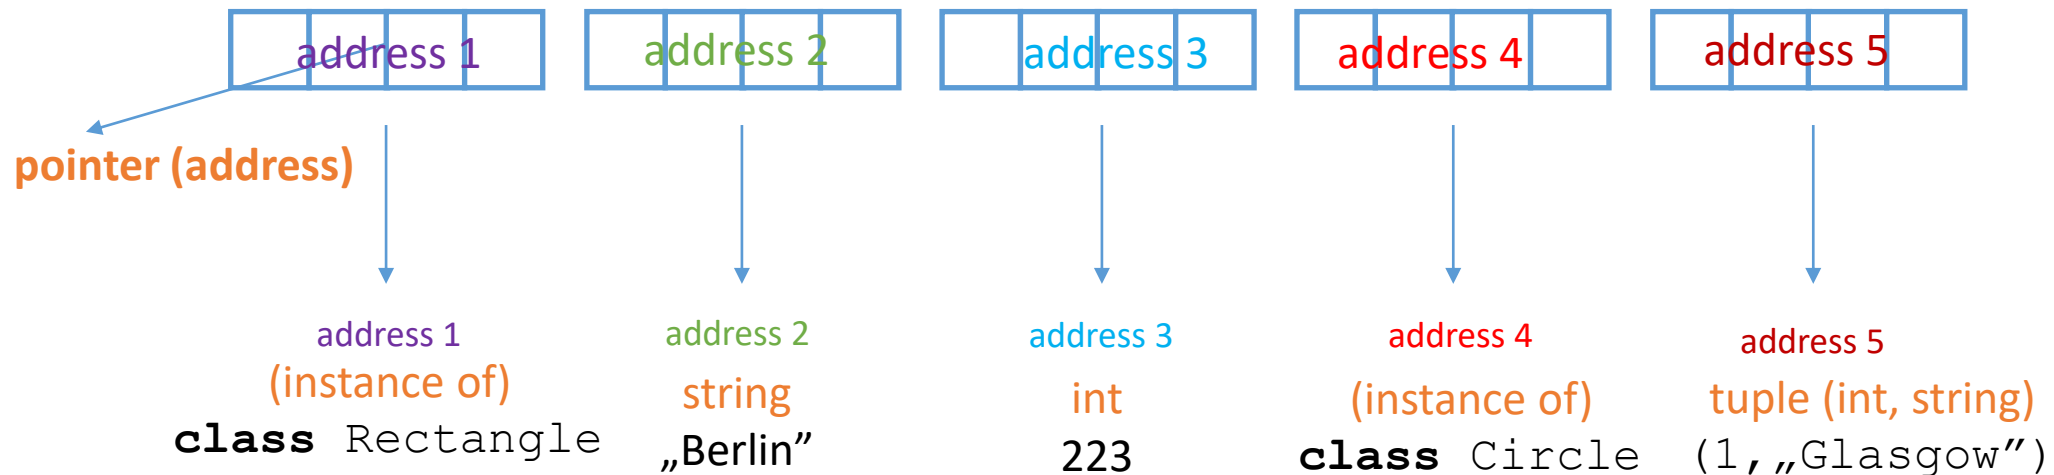 address 1 address 2 address 3 address 4 address 5
pointer (address)
address 1 address 2 address 3 address 4 address 5
(instance of) string int (instance of) tuple (int, string)
class Rectangle „Berlin” 223 class Circle (1,„Glasgow”)